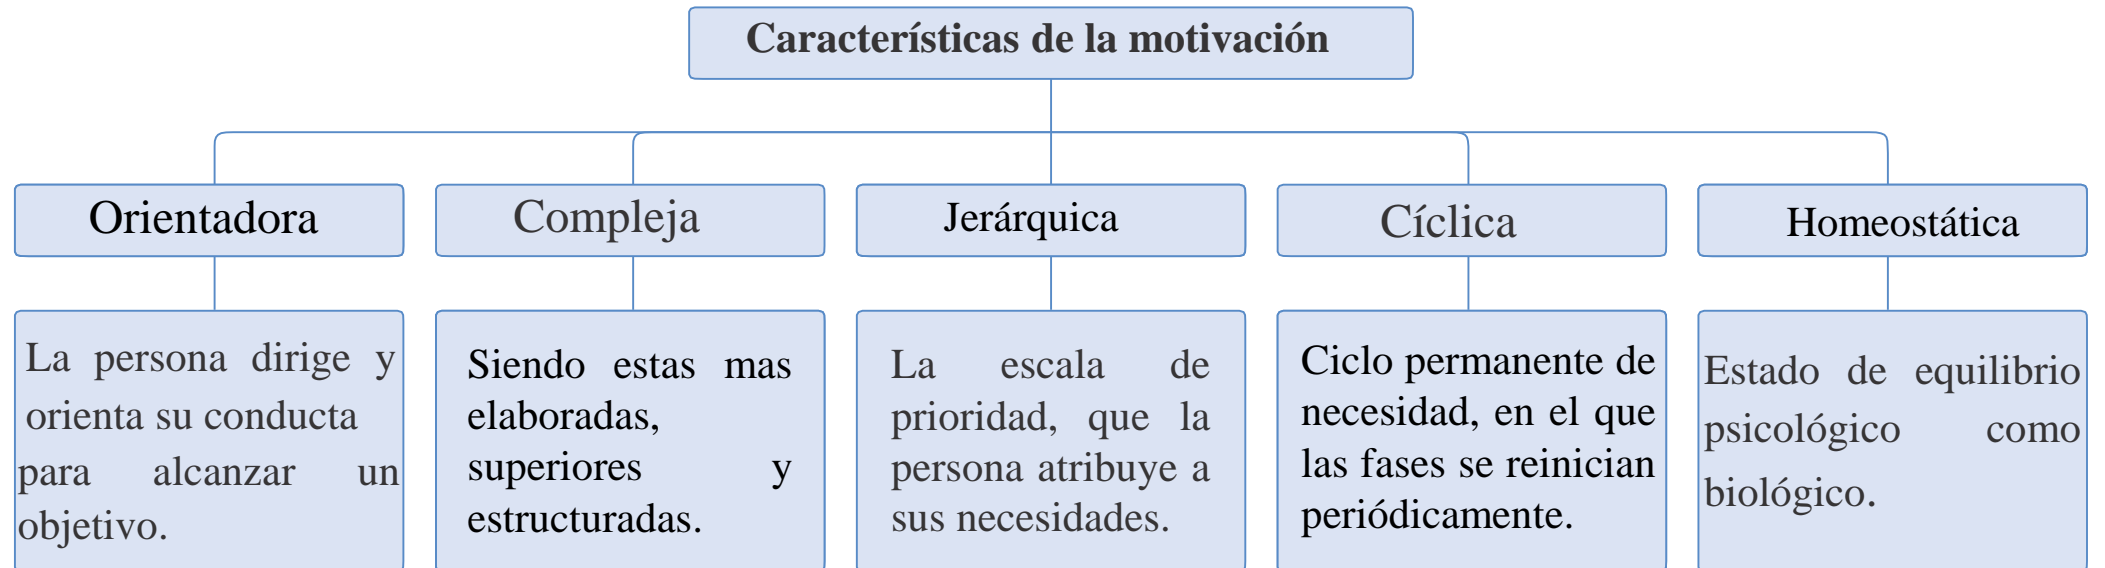 Características de la motivación
Orientadora
Compleja
Jerárquica
Cíclica
Homeostática
La persona dirige y
orienta su conducta
para alcanzar un
objetivo.
Siendo estas mas
elaboradas,
superiores y
estructuradas.
La escala de
prioridad, que la
persona atribuye a
sus necesidades.
Ciclo permanente de
necesidad, en el que
las fases se reinician
periódicamente.
Estado de equilibrio
psicológico como
biológico.